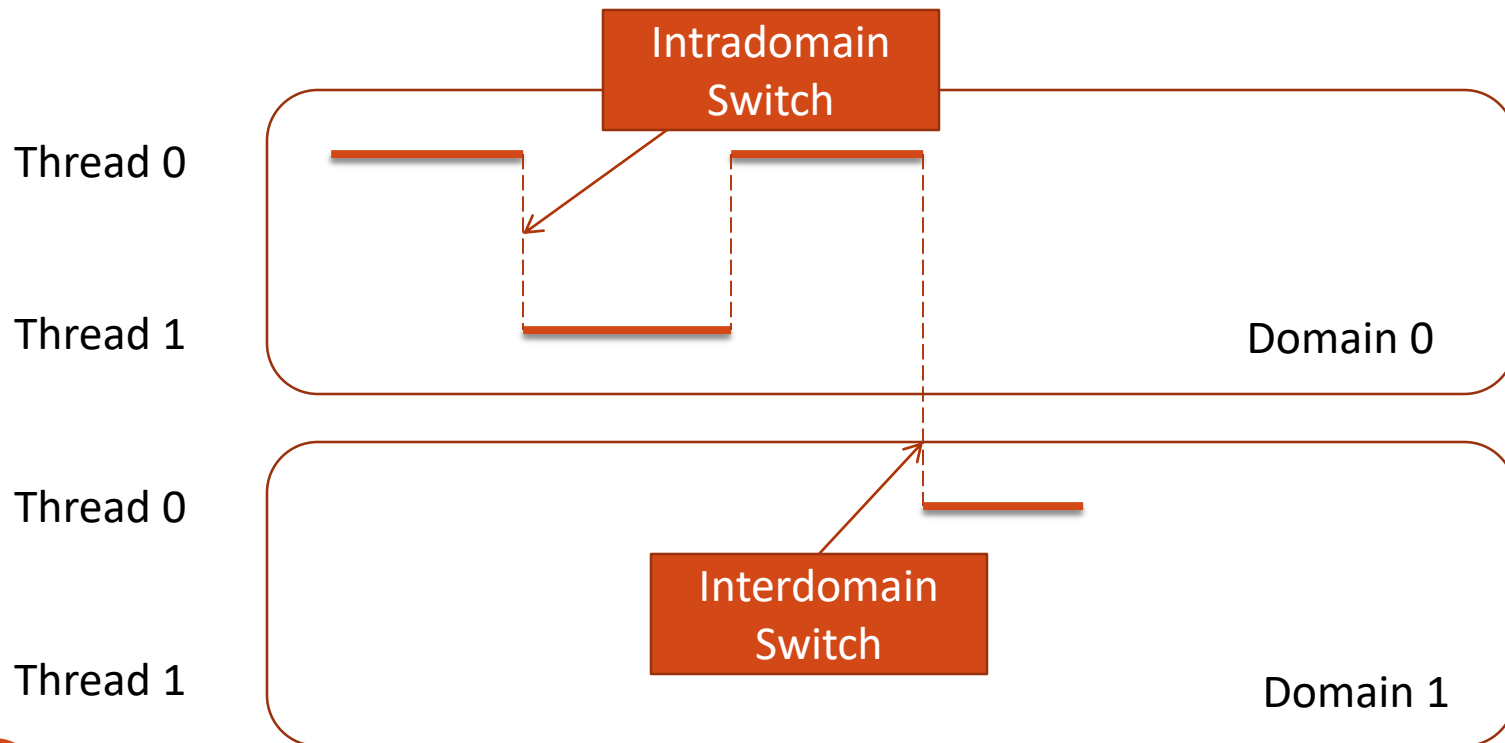 Intradomain
Switch
Thread 0
Thread 1
Domain 0
Thread 0
Interdomain
Switch
Thread 1
Domain 1